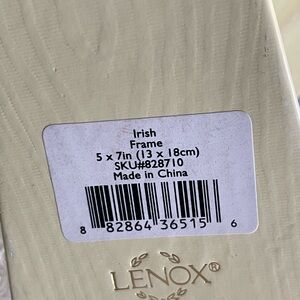 Irish
Frame
5 x 7in (13 x 18cm)
SKU#828710
Made in China
8 82864 36515 6
LENOX®